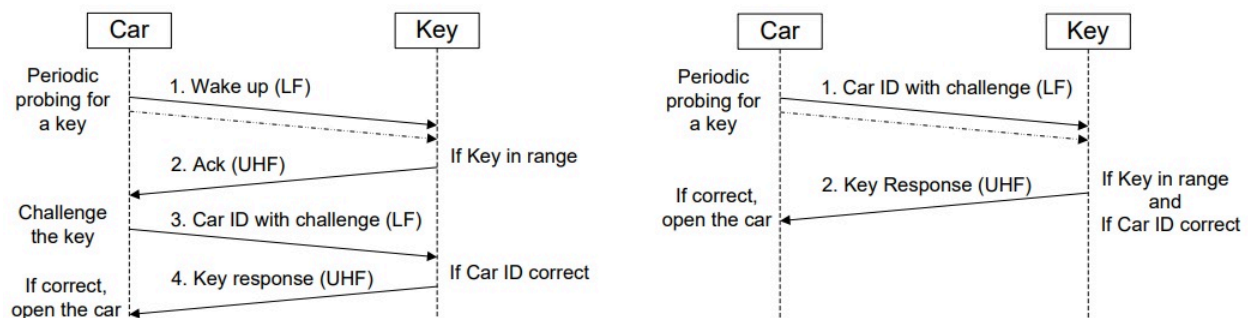 Car
Key
Periodic
probing for
a key
1. Wake up (LF)
If Key in range
2. Ack (UHF)
Challenge
the key
3. Car ID with challenge (LF)
If Car ID correct
4. Key response (UHF)
If correct,
open the car
Car
Key
Periodic
probing for
a key
1. Car ID with challenge (LF)
2. Key Response (UHF)
If Key in range
and
If Car ID correct
If correct,
open the car